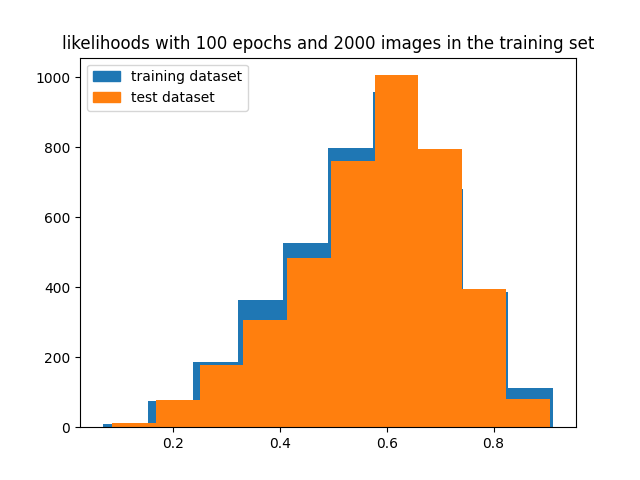 likelihoods with 100 epochs and 2000 images in the training set
training dataset
test dataset
1000
800
600
400
200
0
0.2 0.4 0.6 0.8